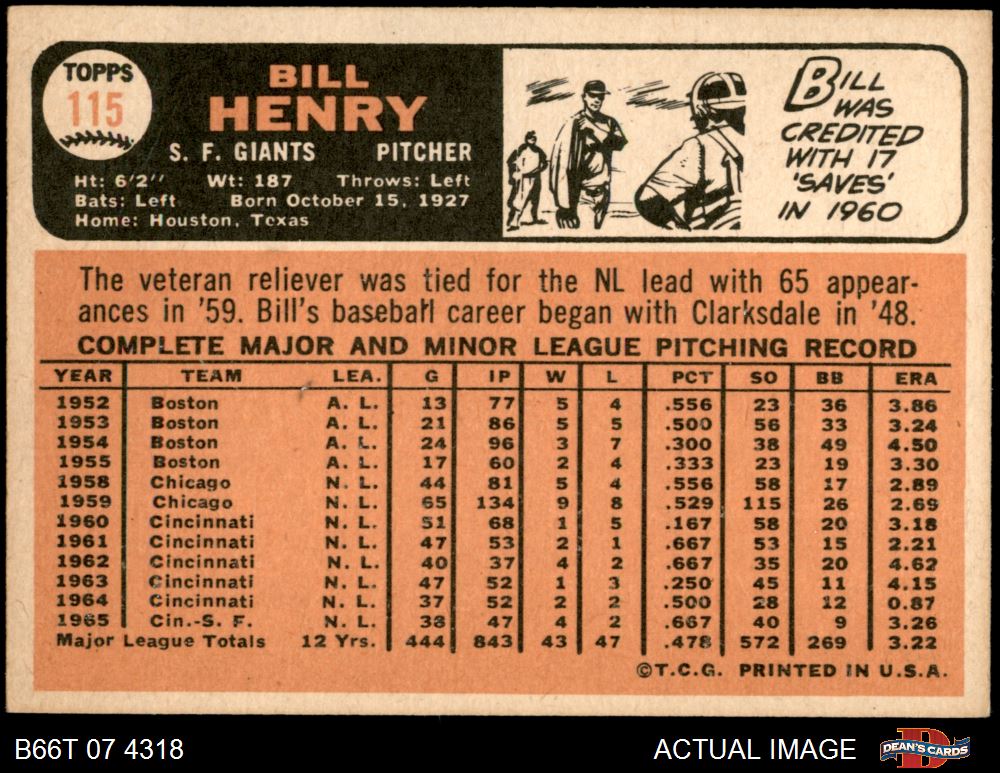 TOPPS
115
BILL
HENRY
S. F. GIANTS PITCHER
Ht: 6'2" Wt: 187 Throws: Left
Bats: Left Born October 15, 1927
Home: Houston, Texas
BILL
WAS
CREDITED
WITH 17
'SAVES'
IN 1960
The veteran reliever was tied for the NL lead with 65 appear-
ances in '59. Bill's baseball career began with Clarksdale in '48.
COMPLETE MAJOR AND MINOR LEAGUE PITCHING RECORD
YEAR TEAM LEA. G IP W L PCT SO BB ERA
1952 Boston A. L. 13 77 5 4 .556 23 36 3.86
1953 Boston A. L. 21 86 5 5 .500 56 33 3.24
1954 Boston A. L. 24 96 3 7 .300 38 49 4.50
1955 Boston A. L. 17 60 2 4 .333 23 19 3.30
1958 Chicago N. L. 44 81 5 4 .556 58 17 2.89
1959 Chicago N. L. 65 134 9 8 .529 115 26 2.69
1960 Cincinnati N. L. 51 68 1 5 .167 58 20 3.18
1961 Cincinnati N. L. 47 53 2 1 .667 53 15 2.21
1962 Cincinnati N. L. 40 37 4 2 .667 35 20 4.62
1963 Cincinnati N. L. 47 52 1 3 .250 45 11 4.15
1964 Cincinnati N. L. 37 52 2 2 .500 28 12 0.87
1965 Cin.-S. F. N. L. 38 47 4 2 .667 40 9 3.26
Major League Totals 12 Yrs. 444 843 43 47 .478 572 269 3.22
©T.C.G. PRINTED IN U.S.A.
B66T 07 4318 ACTUAL IMAGE
DEAN'S CARDS